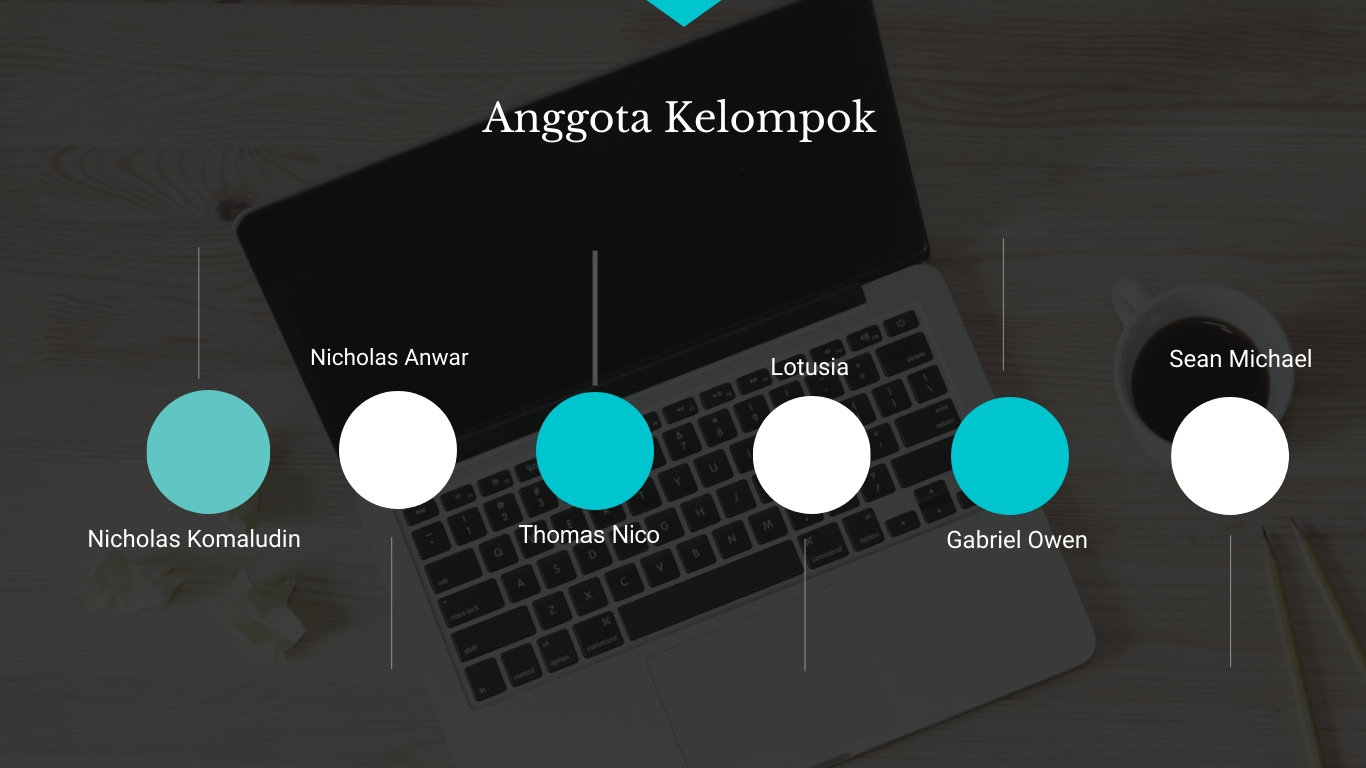 Anggota Kelompok
Nicholas Anwar
Lotusia
Sean Michael
Nicholas Komaludin
Thomas Nico
Gabriel Owen